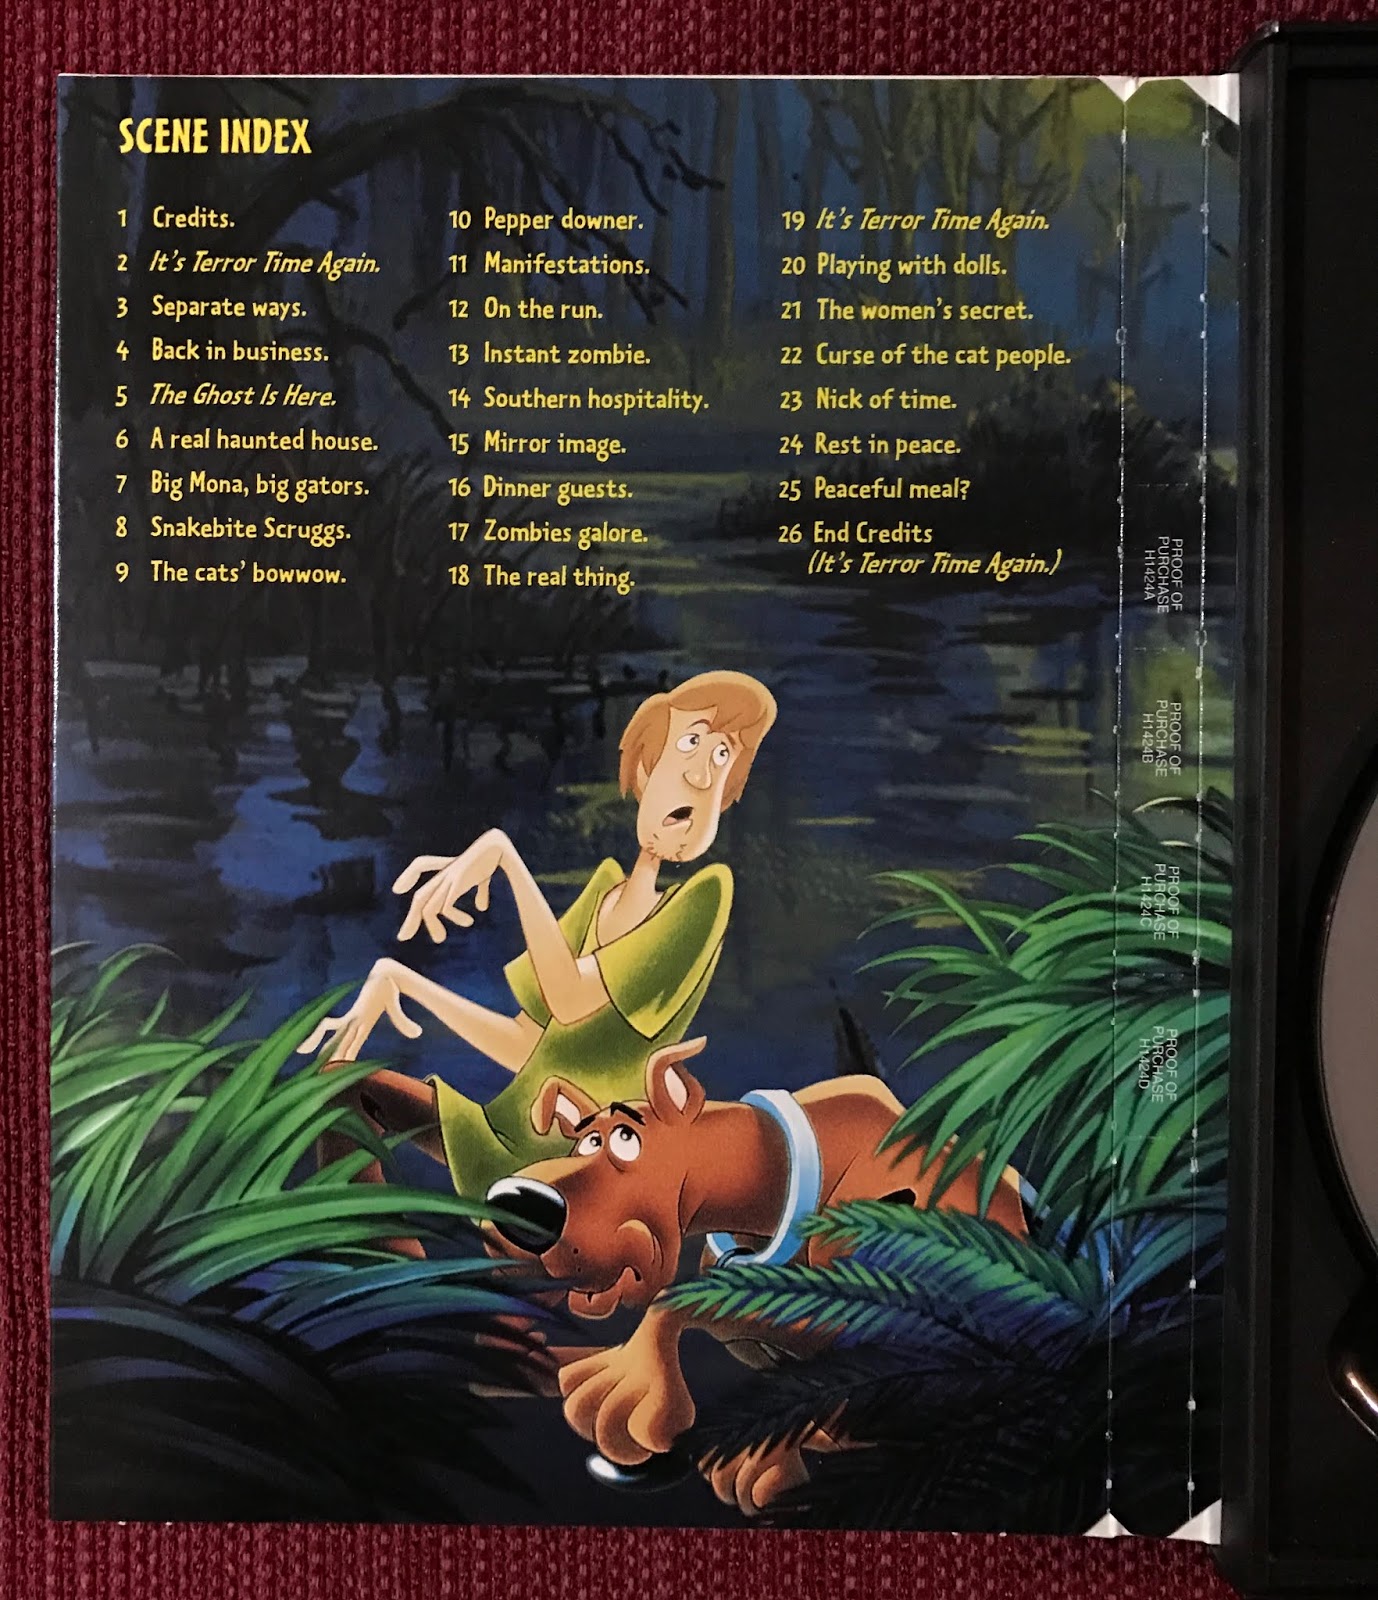 SCENE INDEX
1 Credits.
2 It's Terror Time Again.
3 Separate ways.
4 Back in business.
5 The Ghost Is Here.
6 A real haunted house.
7 Big Mona, big gators.
8 Snakebite Scruggs.
9 The cats' bowwow.
10 Pepper downer.
11 Manifestations.
12 On the run.
13 Instant zombie.
14 Southern hospitality.
15 Mirror image.
16 Dinner guests.
17 Zombies galore.
18 The real thing.
19 It's Terror Time Again.
20 Playing with dolls.
21 The women's secret.
22 Curse of the cat people.
23 Nick of time.
24 Rest in peace.
25 Peaceful meal?
26 End Credits
(It's Terror Time Again.)
PROOF OF
PURCHASE
H1424A
PROOF OF
PURCHASE
H1424B
PROOF OF
PURCHASE
H1424C
PROOF OF
PURCHASE
H1424D